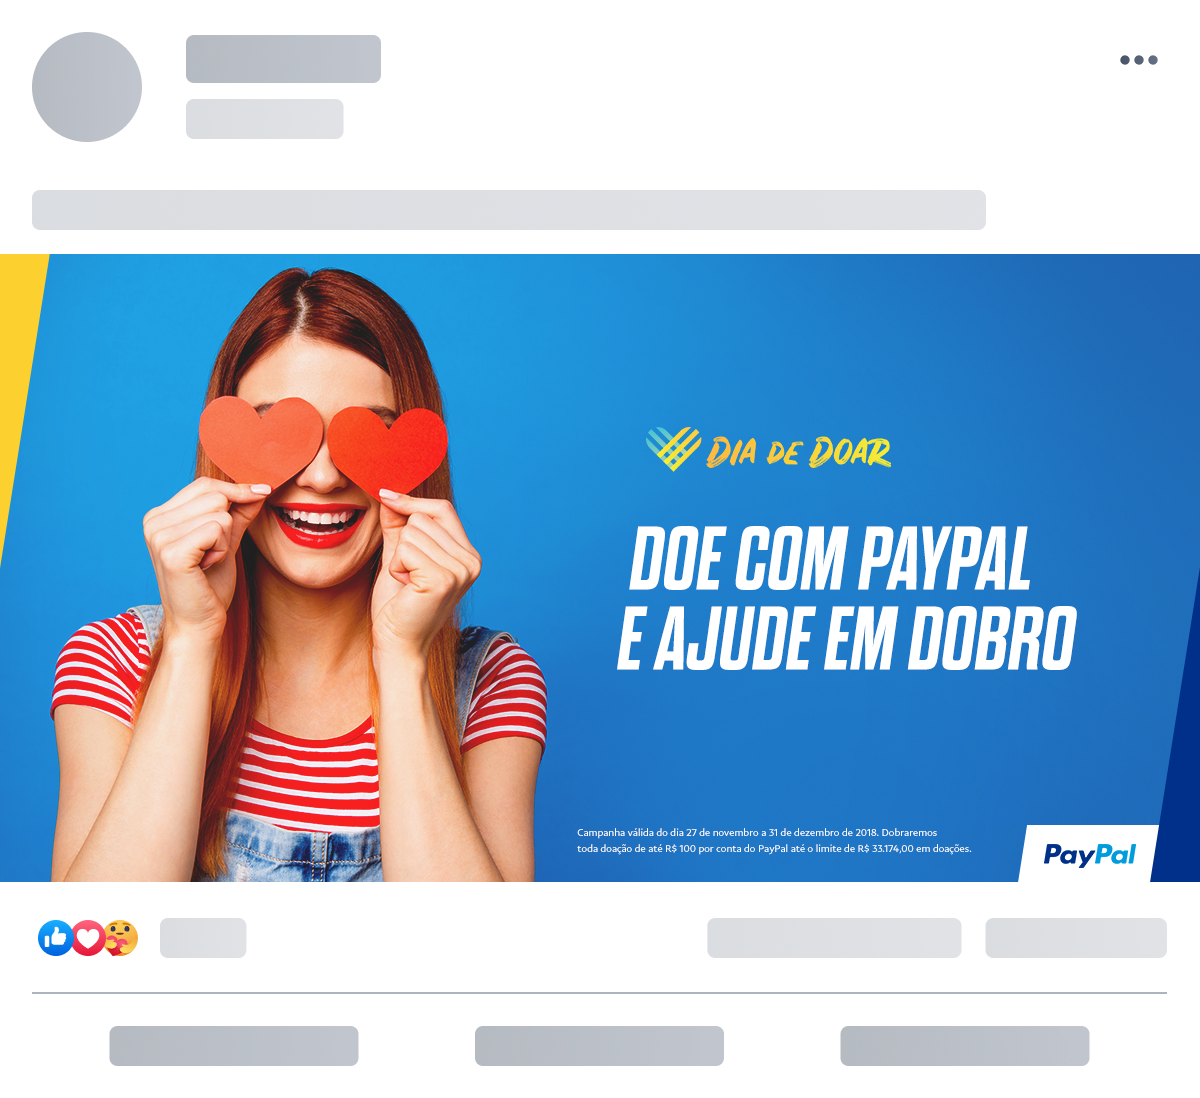 DIA DE DOAR
DOE COM PAYPAL
E AJUDE EM DOBRO
Campanha válida do dia 27 de novembro a 31 de dezembro de 2018. Dobraremos
toda doação de até R$ 100 por conta do PayPal até o limite de R$ 33.174,00 em doações.
PayPal